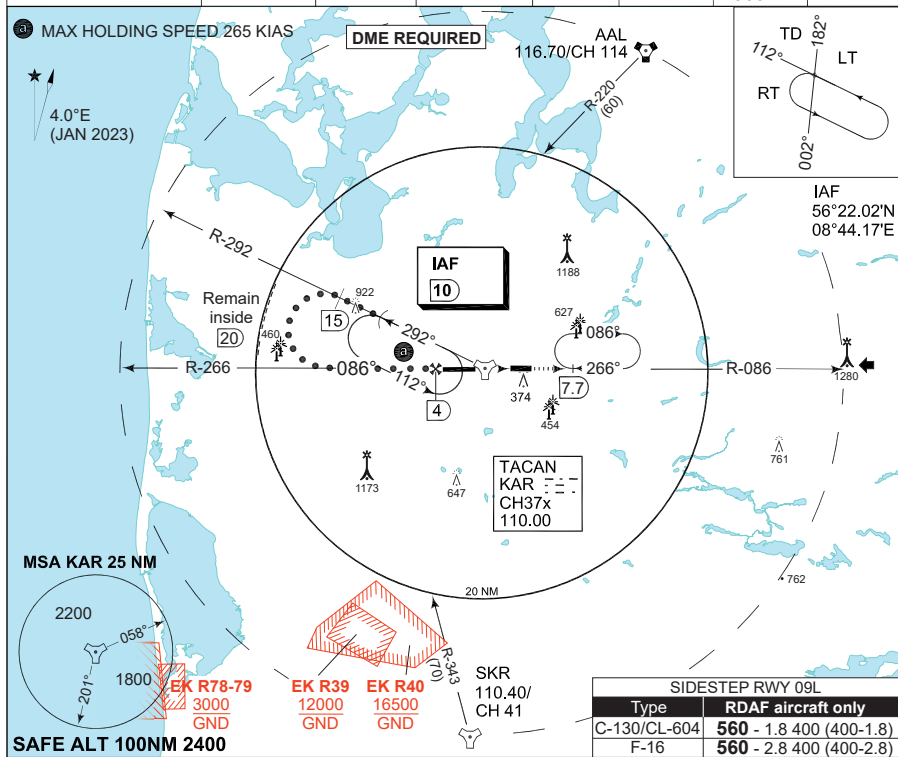 a MAX HOLDING SPEED 265 KIAS
DME REQUIRED
AAL
116.70/CH 114
R-220
(60)
4.0°E
(JAN 2023)
TD
182°
112°
LT
RT
002°
IAF
56°22.02'N
08°44.17'E
R-292
IAF
10
1188
Remain
inside
20
922
15
460
292°
627
086°
a
R-266
086°
112°
266°
R-086
4
374
7.7
1280
454
1173
647
761
TACAN
KAR
CH37x
110.00
762
MSA KAR 25 NM
2200
058°
1800
201°
20 NM
R-343
(70)
SKR
110.40/
CH 41
EK R78-79
3000
GND
EK R39
12000
GND
EK R40
16500
GND
SAFE ALT 100NM 2400
SIDESTEP RWY 09L
Type RDAF aircraft only
C-130/CL-604 560 - 1.8 400 (400-1.8)
F-16 560 - 2.8 400 (400-2.8)